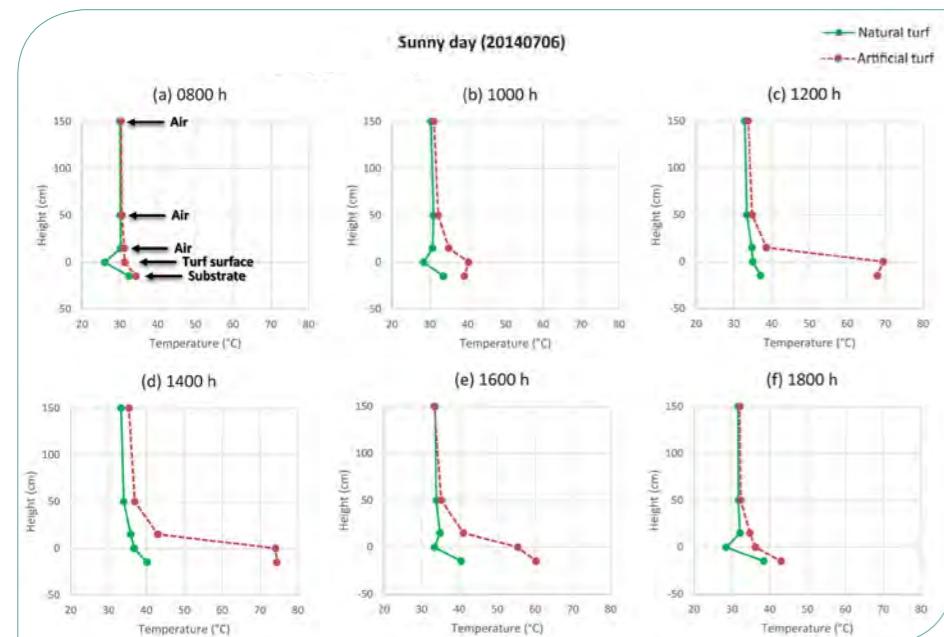 Sunny day (20140706)
Natural turf
Artificial turf
(a) 0800 h
150
100
50
0
50
Height (cm)
Air
Air
Air
Turf surface
Substrate
20 30 40 50 60 70 80
Temperature (°C)
(b) 1000 h
150
100
50
0
50
Height (cm)
20 30 40 50 60 70 80
Temperature (°C)
(c) 1200 h
150
100
50
0
-50
Height (cm)
20 30 40 50 60 70 80
Temperature (°C)
(d) 1400 h
150
100
50
0
-50
Height (cm)
20 30 40 50 60 70 80
Temperature (°C)
(e) 1600 h
150
100
50
0
-50
Height (cm)
20 30 40 50 60 70 80
Temperature (°C)
(f) 1800 h
150
100
50
0
-50
Height (cm)
20 30 40 50 60 70 80
Temperature (°C)